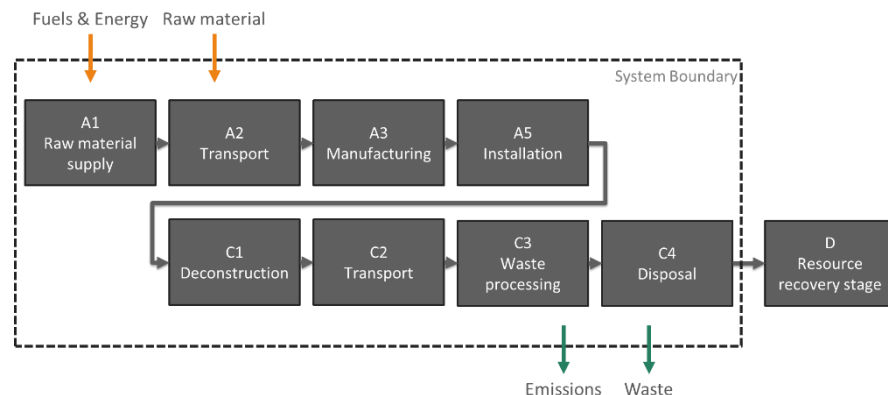 Fuels & Energy
Raw material
System Boundary
A1
Raw material
supply
A2
Transport
A3
Manufacturing
A5
Installation
C1
Deconstruction
C2
Transport
C3
Waste
processing
C4
Disposal
D
Resource
recovery stage
Emissions
Waste